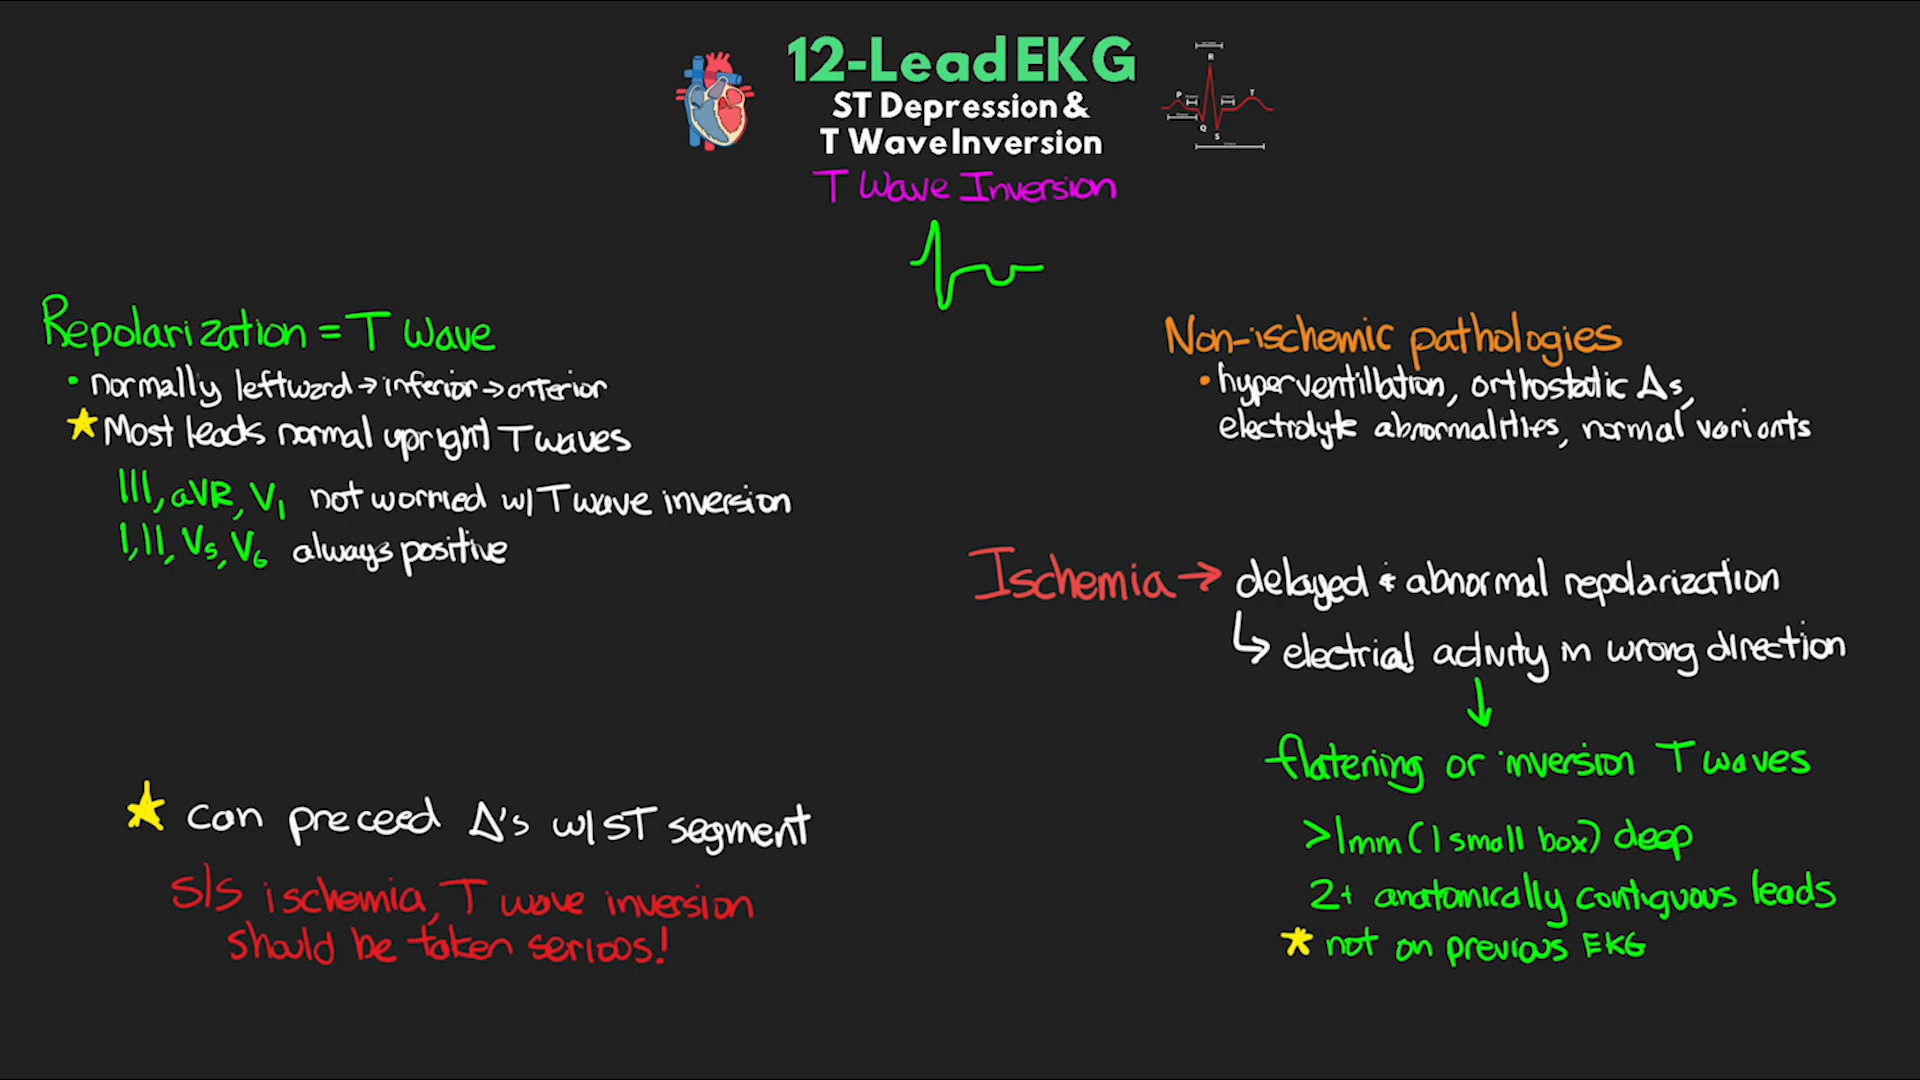 12-Lead EKG
ST Depression &
T Wave Inversion
T Wave Inversion
R
P
T
Q
S
Repolarization = T Wave
• normally leftward → inferior → anterior
★ Most leads normal upright T waves
III, aVR, V1 not worried w/ T wave inversion
I, II, V5, V6 always positive
★ can preceed Δ's w/ ST segment
S/S ischemia, T wave inversion
should be taken serious!
Non-ischemic pathologies
• hyperventillation, orthostatic Δs,
electrolyte abnormalities, normal variants
Ischemia → delayed & abnormal repolarization
↳ electrical activity in wrong direction
↓
flatening or inversion T waves
>1mm (1 small box) deep
2+ anatomically contiguous leads
★ not on previous EKG